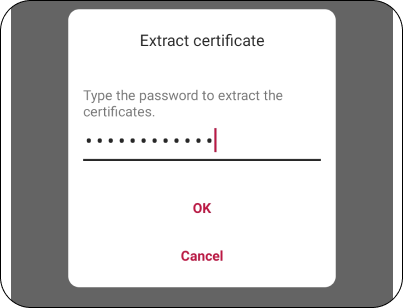 Extract certificate
Type the password to extract the
certificates.
••••••••••••
OK
Cancel